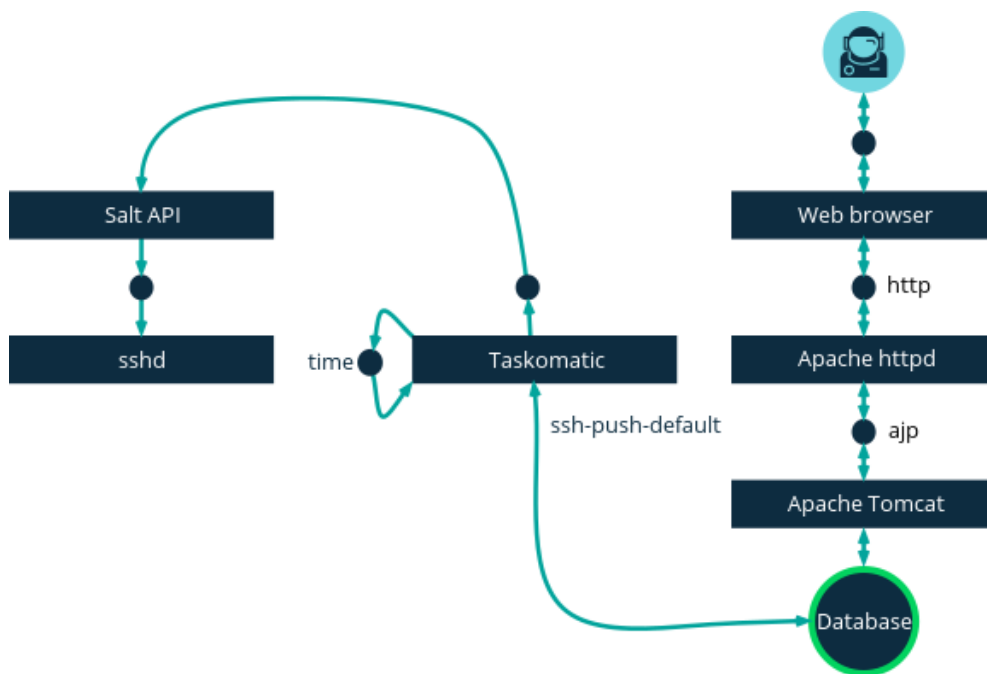 Salt API
Web browser
http
sshd
time
Taskomatic
Apache httpd
ssh-push-default
ajp
Apache Tomcat
Database